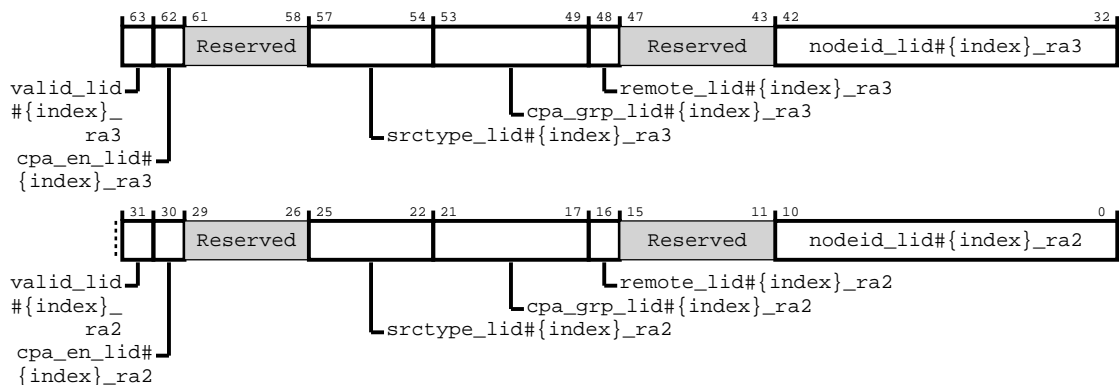 63 62 61 58 57 54 53 49 48 47 43 42 32
Reserved Reserved nodeid_lid#{index}_ra3
valid_lid
#{index}_
ra3
remote_lid#{index}_ra3
cpa_grp_lid#{index}_ra3
srctype_lid#{index}_ra3
cpa_en_lid#
{index}_ra3
31 30 29 26 25 22 21 17 16 15 11 10 0
Reserved Reserved nodeid_lid#{index}_ra2
valid_lid
#{index}_
ra2
remote_lid#{index}_ra2
cpa_grp_lid#{index}_ra2
srctype_lid#{index}_ra2
cpa_en_lid#
{index}_ra2